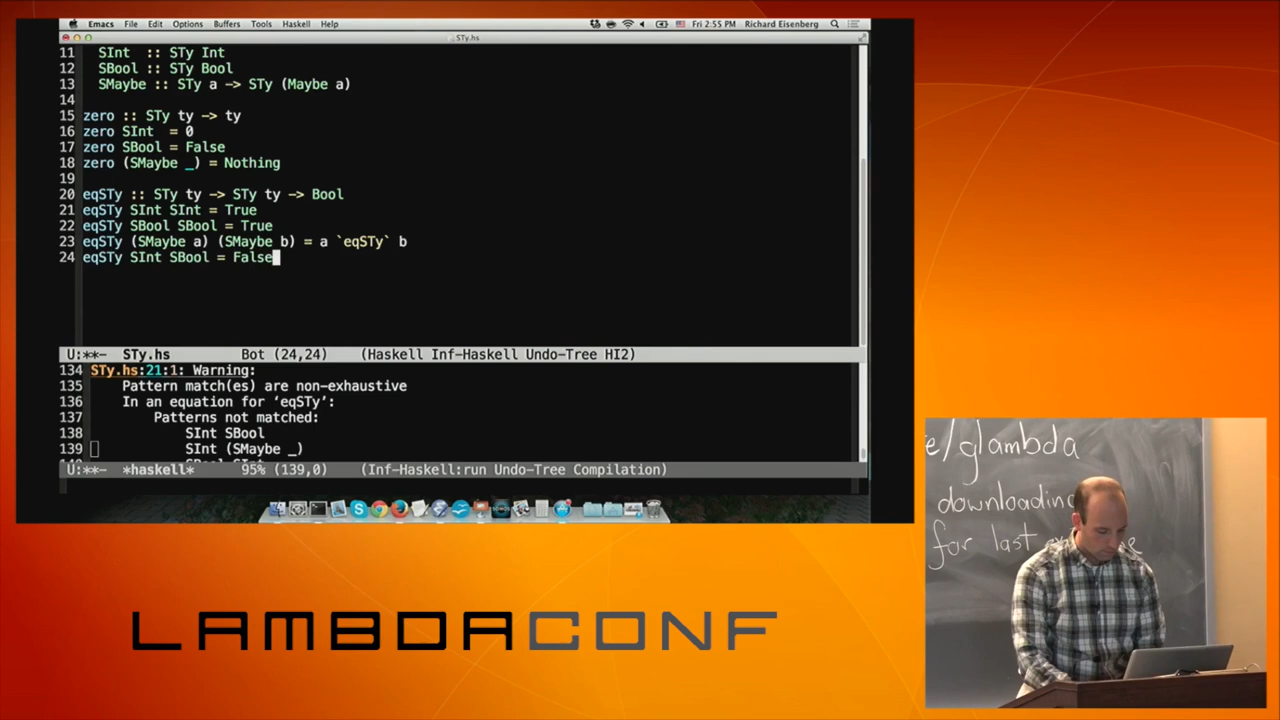 Emacs File Edit Options Buffers Tools Haskell Help Fri 2:55 PM Richard Eisenberg
STy.hs
11 SInt :: STy Int
12 SBool :: STy Bool
13 SMaybe :: STy a -> STy (Maybe a)
14
15 zero :: STy ty -> ty
16 zero SInt = 0
17 zero SBool = False
18 zero (SMaybe _) = Nothing
19
20 eqSTy :: STy ty -> STy ty -> Bool
21 eqSTy SInt SInt = True
22 eqSTy SBool SBool = True
23 eqSTy (SMaybe a) (SMaybe b) = a `eqSTy` b
24 eqSTy SInt SBool = False
U:**- STy.hs Bot (24,24) (Haskell Inf-Haskell Undo-Tree HI2)
134 STy.hs:21:1: Warning:
135 Pattern match(es) are non-exhaustive
136 In an equation for ‘eqSTy’:
137 Patterns not matched:
138 SInt SBool
139 SInt (SMaybe _)
U:**- *haskell* 95% (139,0) (Inf-Haskell:run Undo-Tree Compilation)
e/glambda
downloading
for last
LAMBDACONF